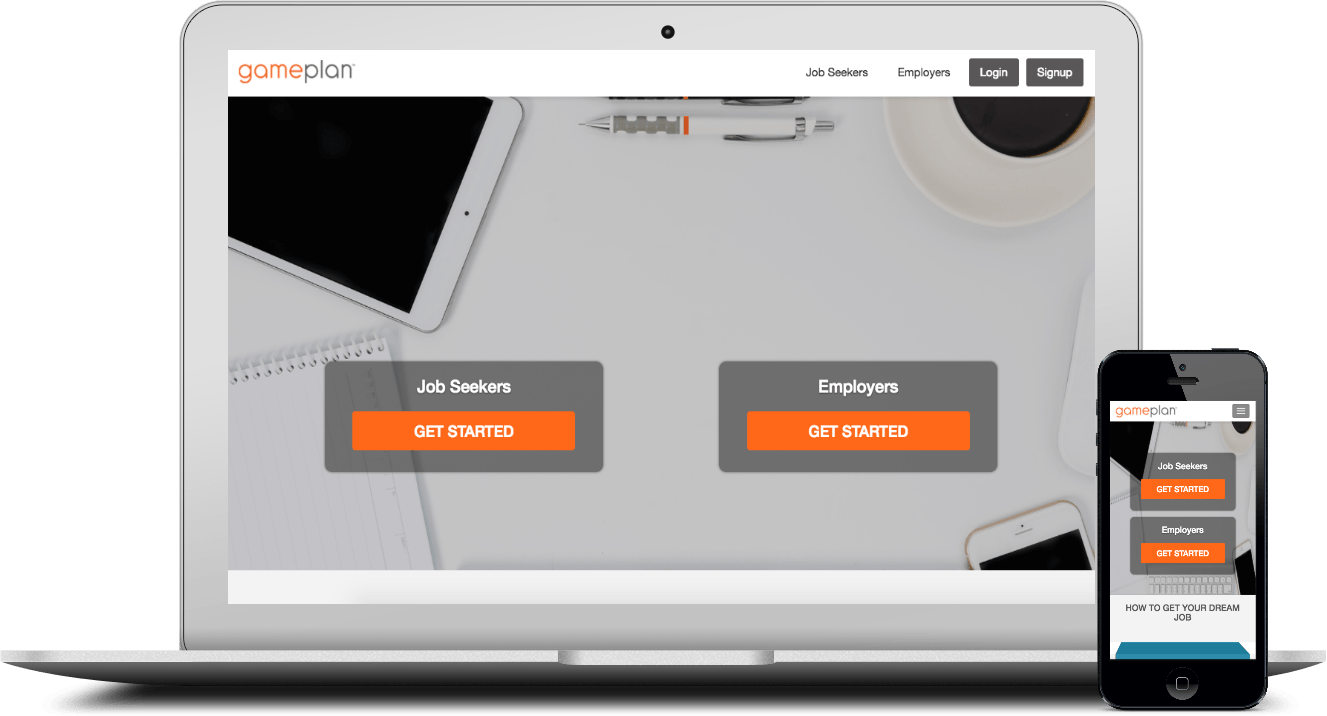 gameplan™
Job Seekers Employers Login Signup
Job Seekers
GET STARTED
Employers
GET STARTED
gameplan
Job Seekers
GET STARTED
Employers
GET STARTED
HOW TO GET YOUR DREAM
JOB